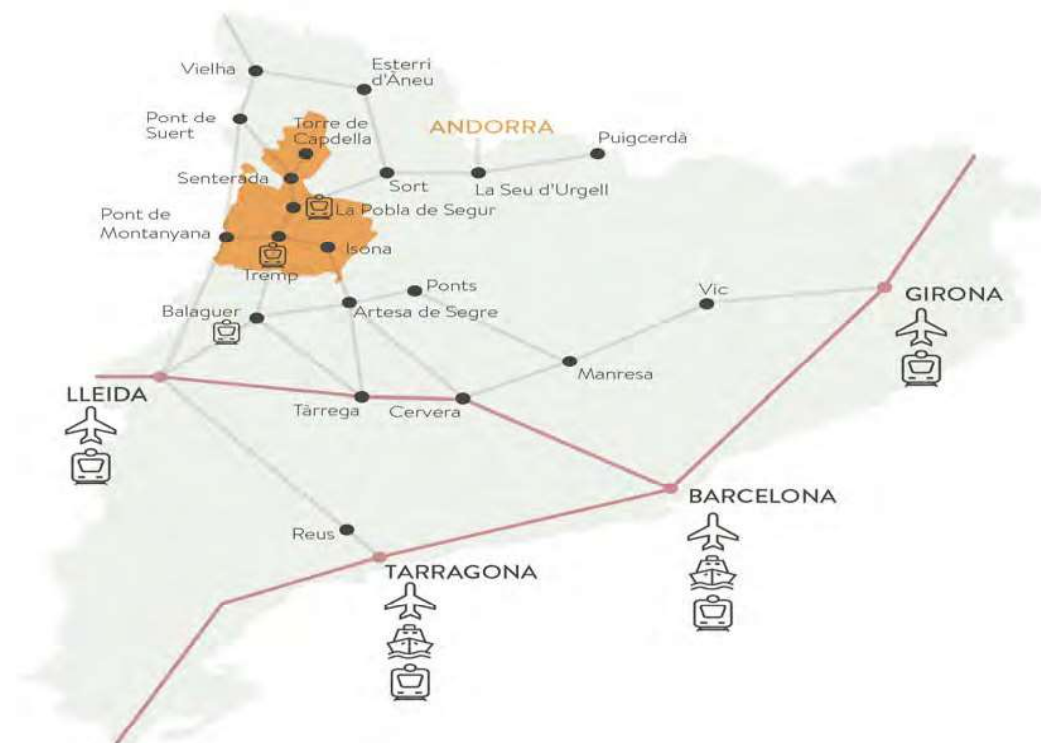 Vielha
Esterri
d'Àneu
Pont de
Suert
Torre de
Capdella
ANDORRA
Puigcerdà
Senterada
Sort
La Seu d'Urgell
La Pobla de Segur
Pont de
Montanyana
Isona
Tremp
Ponts
Vic
GIRONA
Balaguer
Artesa de Segre
Manresa
LLEIDA
Tàrrega
Cervera
BARCELONA
Reus
TARRAGONA